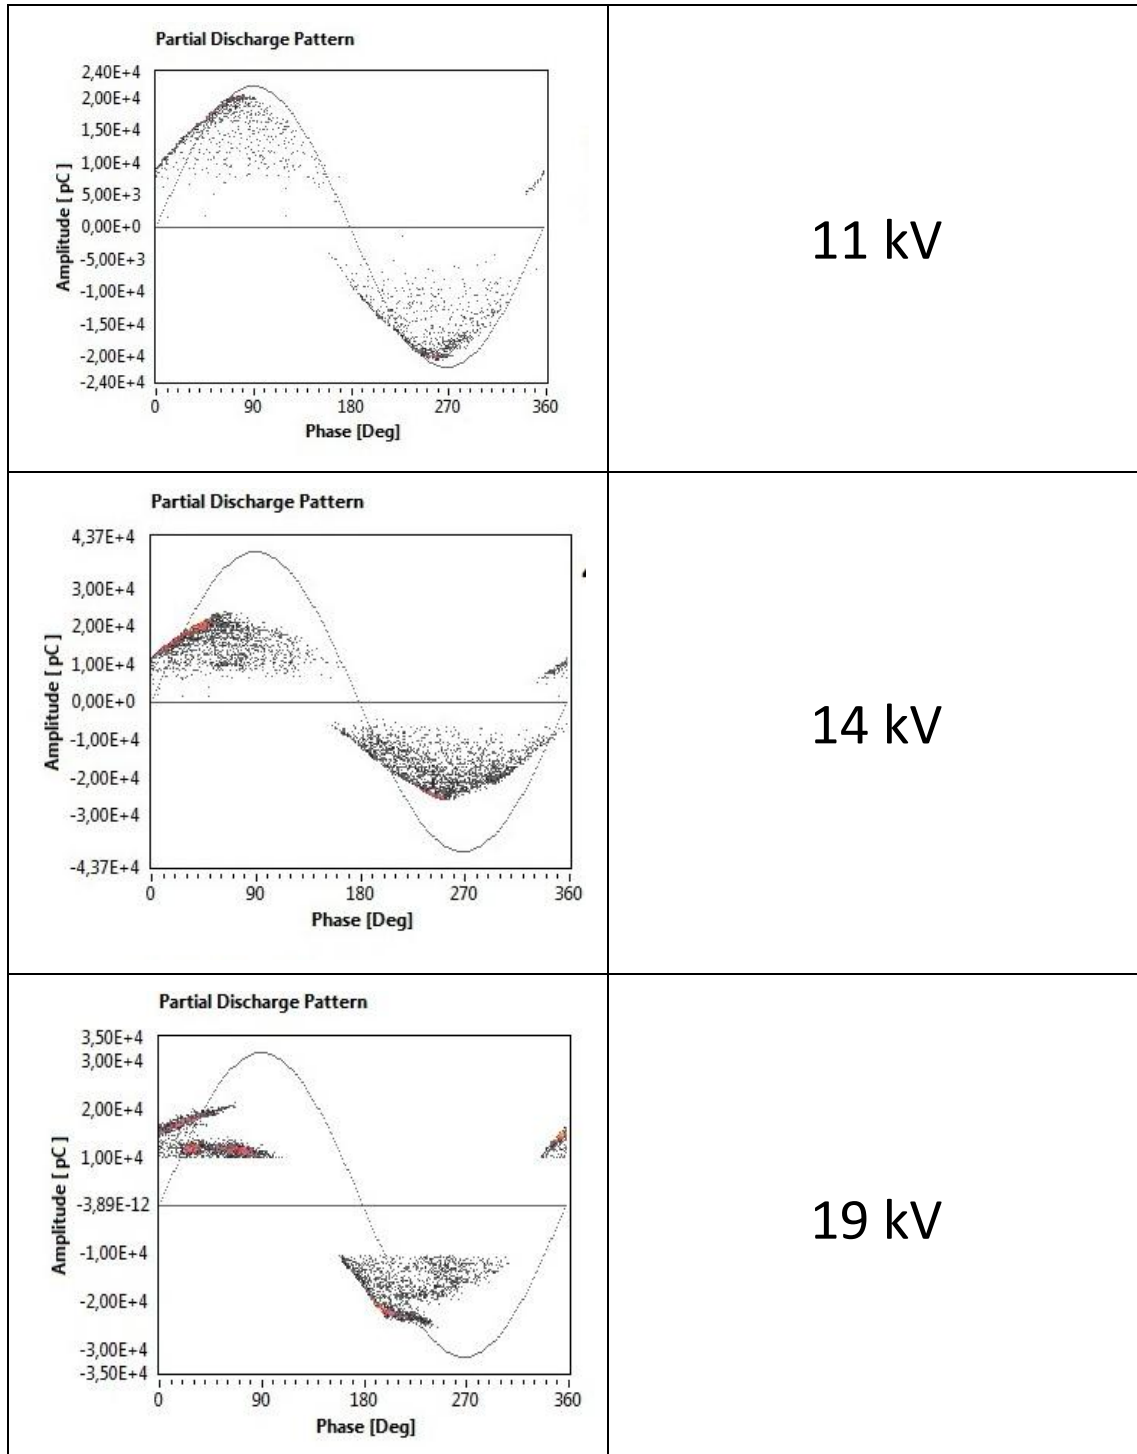 Partial Discharge Pattern
2,40E+4
2,00E+4
1,50E+4
1,00E+4
5,00E+3
0,00E+0
-5,00E+3
-1,00E+4
-1,50E+4
-2,00E+4
-2,40E+4
Amplitude [ pC ]
0 90 180 270 360
Phase [Deg]
11 kV
Partial Discharge Pattern
4,37E+4
3,00E+4
2,00E+4
1,00E+4
0,00E+0
-1,00E+4
-2,00E+4
-3,00E+4
-4,37E+4
Amplitude [ pC ]
0 90 180 270 360
Phase [Deg]
14 kV
Partial Discharge Pattern
3,50E+4
3,00E+4
2,00E+4
1,00E+4
-3,89E-12
-1,00E+4
-2,00E+4
-3,00E+4
-3,50E+4
Amplitude [ pC ]
0 90 180 270 360
Phase [Deg]
19 kV